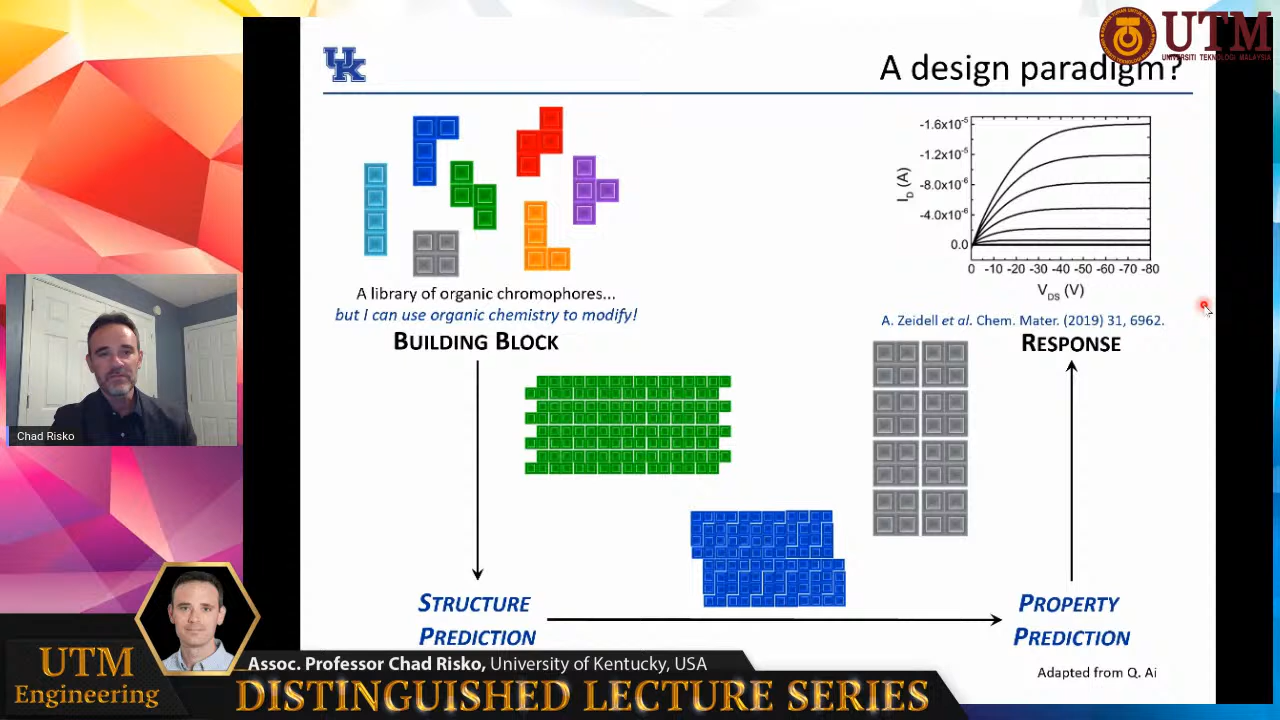 UK
A design paradigm?
UTM
UNIVERSITI TEKNOLOGI MALAYSIA
A library of organic chromophores...
but I can use organic chemistry to modify!
BUILDING BLOCK
-1.6x10-5
-1.2x10-5
-8.0x10-6
-4.0x10-6
0.0
ID (A)
0 -10 -20 -30 -40 -50 -60 -70 -80
VDS (V)
A. Zeidell et al. Chem. Mater. (2019) 31, 6962.
RESPONSE
Chad Risko
STRUCTURE
PREDICTION
PROPERTY
PREDICTION
Adapted from Q. Ai
UTM
Engineering
Assoc. Professor Chad Risko, University of Kentucky, USA
DISTINGUISHED LECTURE SERIES